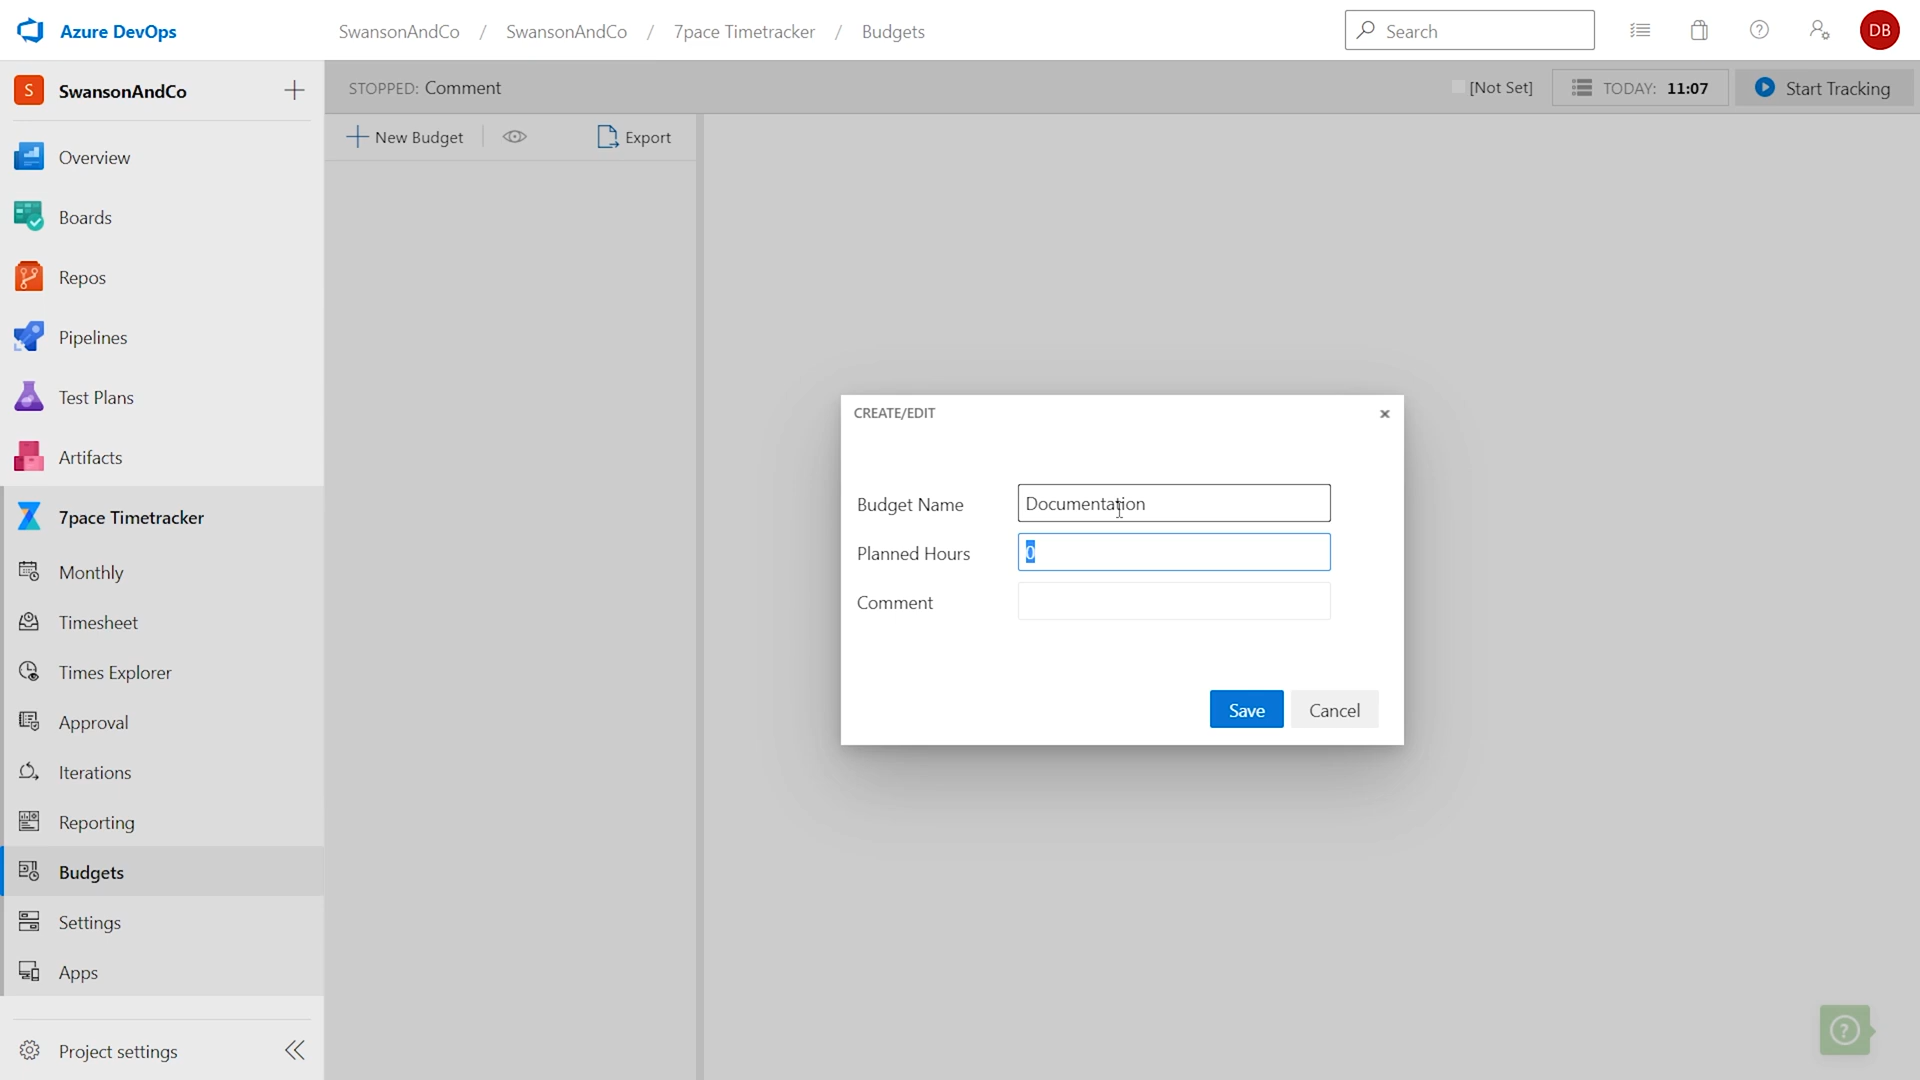 Azure DevOps
SwansonAndCo / SwansonAndCo / 7pace Timetracker / Budgets
Search
DB
S SwansonAndCo
STOPPED: Comment
[Not Set]
TODAY: 11:07
Start Tracking
New Budget
Export
Overview
Boards
Repos
Pipelines
Test Plans
Artifacts
7pace Timetracker
Monthly
Timesheet
Times Explorer
Approval
Iterations
Reporting
Budgets
Settings
Apps
Project settings
CREATE/EDIT
Budget Name Documentation
Planned Hours 0
Comment
Save Cancel